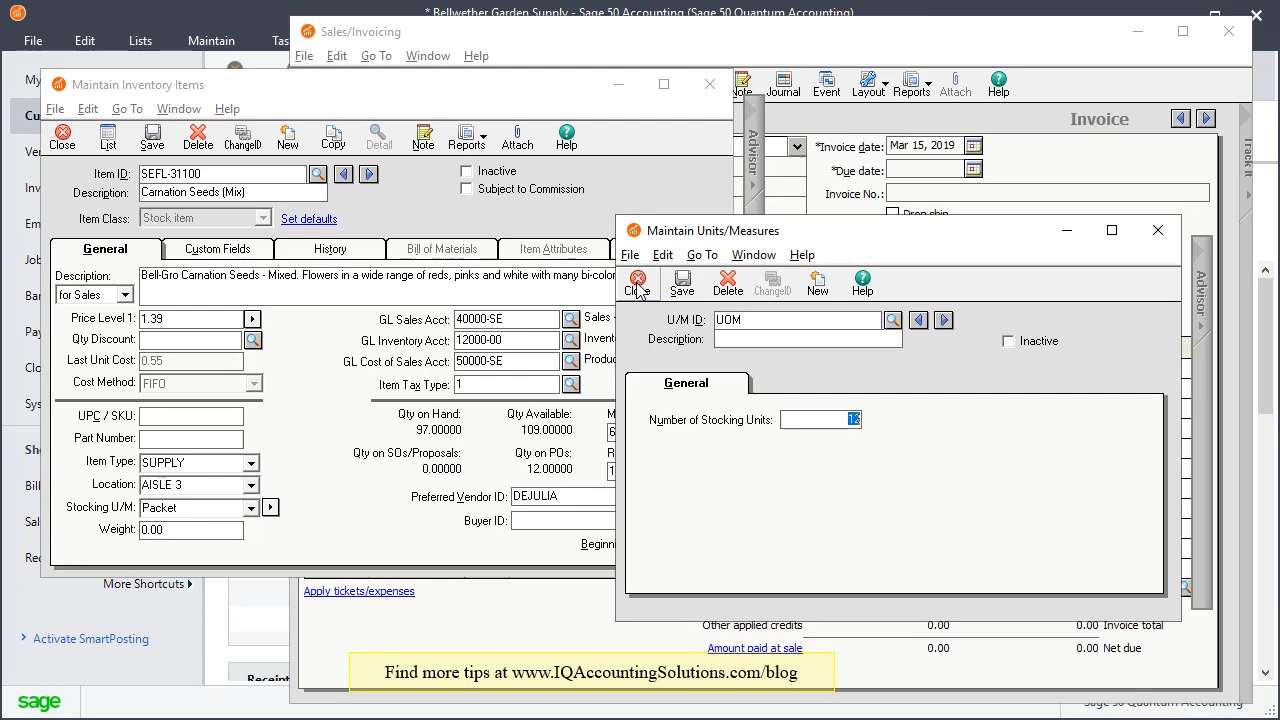 * Bellwether Garden Supply - Sage 50 Accounting (Sage 50 Quantum Accounting)
File Edit Lists Maintain
Sales/Invoicing
File Edit Go To Window Help
Journal Event Layout Reports Attach Help
Invoice
*Invoice date: Mar 15, 2019
*Due date:
Invoice No.:
Drop ship
Advisor
Track It
Maintain Inventory Items
File Edit Go To Window Help
Close List Save Delete ChangeID New Copy Detail Note Reports Attach Help
Item ID: SEFL-31100
Description: Carnation Seeds (Mix)
Inactive
Subject to Commission
Item Class: Stock item Set defaults
General Custom Fields History Bill of Materials Item Attributes
Description: Bell-Gro Carnation Seeds - Mixed. Flowers in a wide range of reds, pinks and white with many bi-color
for Sales
Price Level 1: 1.39
Qty Discount:
Last Unit Cost: 0.55
Cost Method: FIFO
GL Sales Acct: 40000-SE Sales -
GL Inventory Acct: 12000-00
GL Cost of Sales Acct: 50000-SE
Item Tax Type: 1
UPC / SKU:
Part Number:
Item Type: SUPPLY
Location: AISLE 3
Stocking U/M: Packet
Weight: 0.00
Qty on Hand: Qty Available:
97.00000 109.00000
Qty on SOs/Proposals: Qty on POs:
0.00000 12.00000
Preferred Vendor ID: DEJULIA
Buyer ID:
Maintain Units/Measures
File Edit Go To Window Help
Close Save Delete ChangeID New Help
U/M ID: UOM
Description:
Inactive
General
Number of Stocking Units: 12
Advisor
More Shortcuts
Activate SmartPosting
Apply tickets/expenses
Other applied credits 0.00 0.00 Invoice total
Amount paid at sale 0.00 0.00 Net due
Find more tips at www.IQAccountingSolutions.com/blog
sage
Sage 50 Quantum Accounting